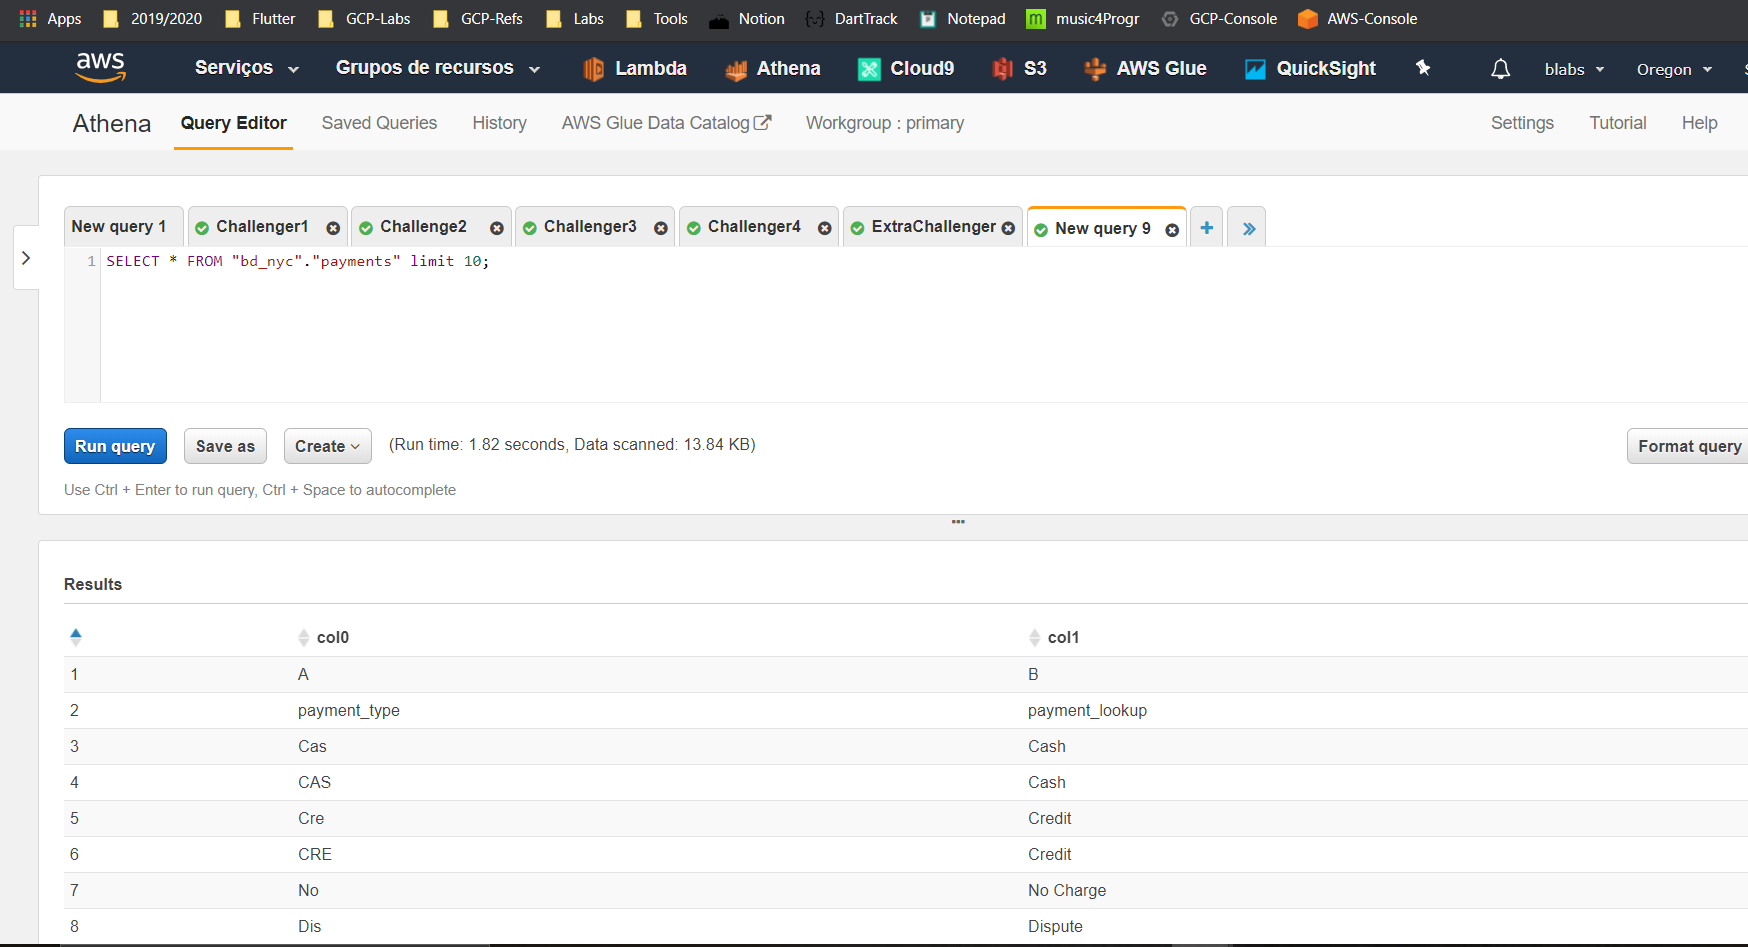 Apps 2019/2020 Flutter GCP-Labs GCP-Refs Labs Tools Notion DartTrack Notepad m music4Progr GCP-Console AWS-Console
aws Serviços Grupos de recursos Lambda Athena Cloud9 S3 AWS Glue QuickSight blabs Oregon
Athena Query Editor Saved Queries History AWS Glue Data Catalog Workgroup : primary Settings Tutorial Help
New query 1 Challenger1 Challenge2 Challenger3 Challenger4 ExtraChallenger New query 9 + »
1 SELECT * FROM "bd_nyc"."payments" limit 10;
Run query Save as Create (Run time: 1.82 seconds, Data scanned: 13.84 KB) Format query
Use Ctrl + Enter to run query, Ctrl + Space to autocomplete
Results
col0 col1
1 A B
2 payment_type payment_lookup
3 Cas Cash
4 CAS Cash
5 Cre Credit
6 CRE Credit
7 No No Charge
8 Dis Dispute